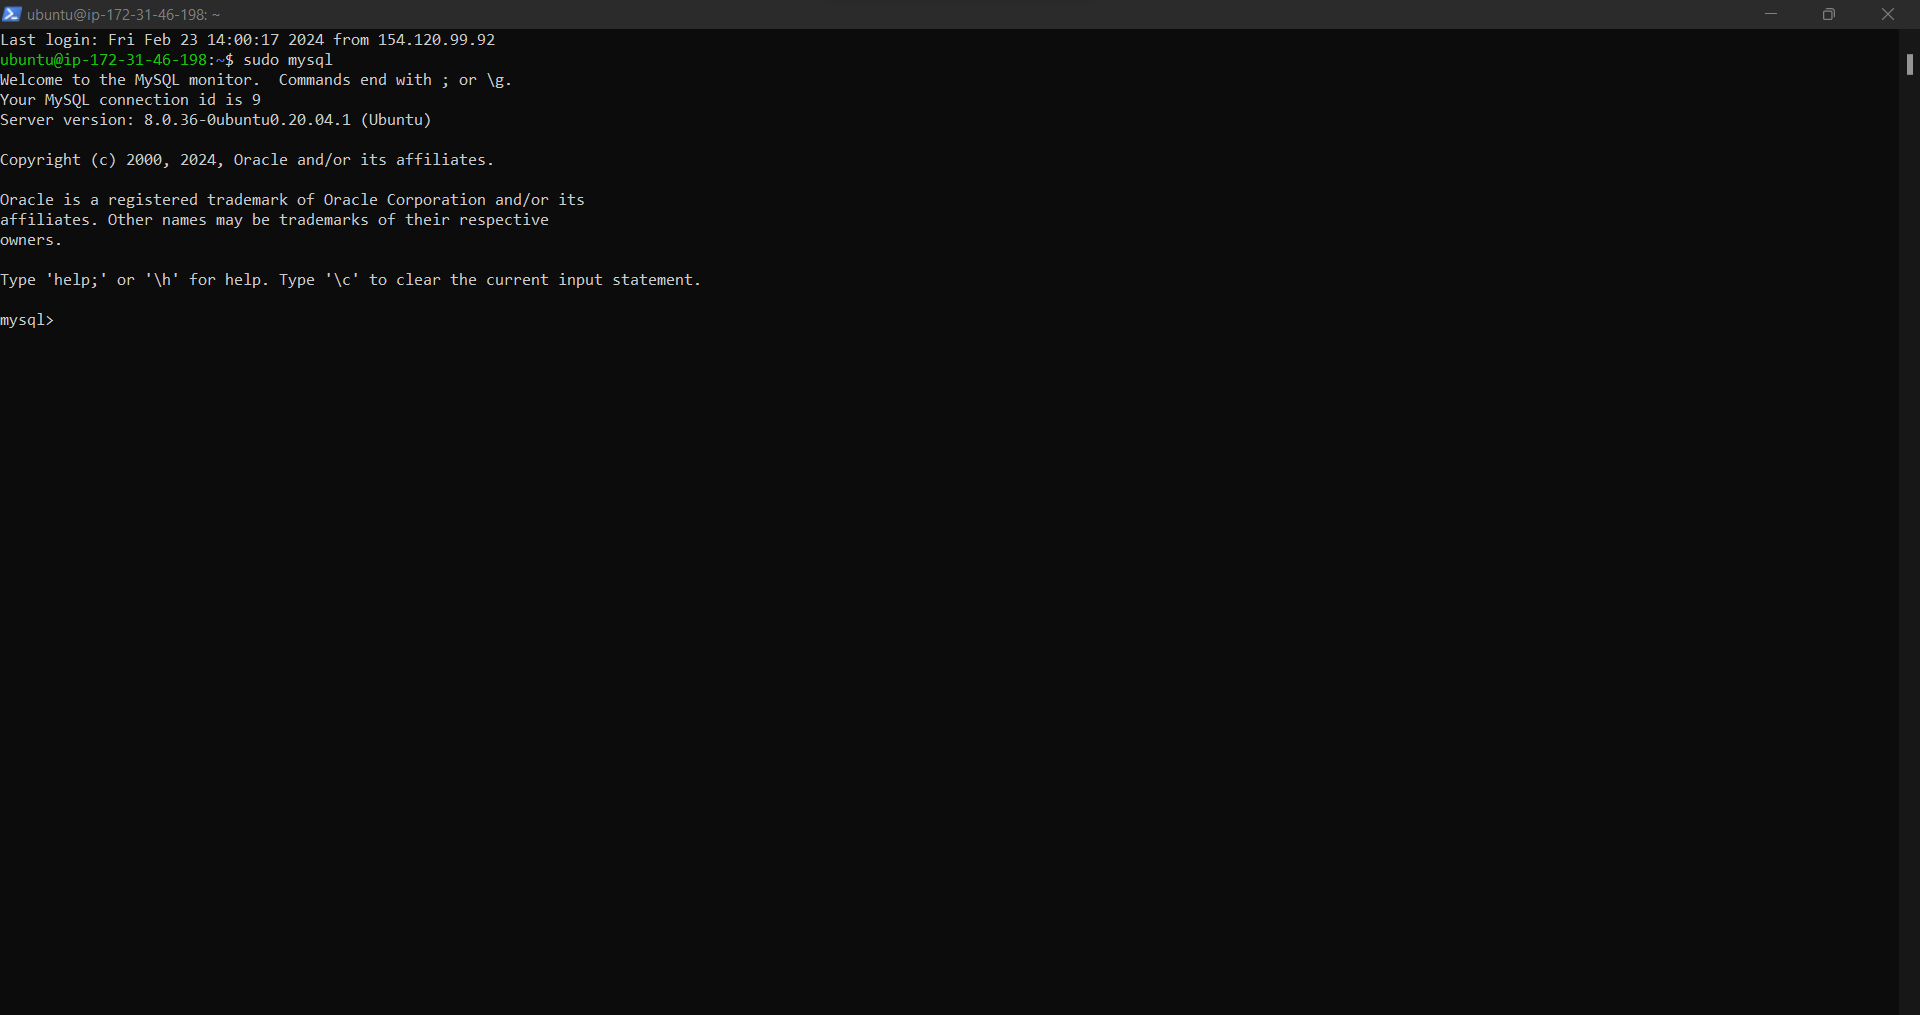 ubuntu@ip-172-31-46-198: ~
Last login: Fri Feb 23 14:00:17 2024 from 154.120.99.92
ubuntu@ip-172-31-46-198:~$ sudo mysql
Welcome to the MySQL monitor.  Commands end with ; or \g.
Your MySQL connection id is 9
Server version: 8.0.36-0ubuntu0.20.04.1 (Ubuntu)
Copyright (c) 2000, 2024, Oracle and/or its affiliates.
Oracle is a registered trademark of Oracle Corporation and/or its
affiliates. Other names may be trademarks of their respective
owners.
Type 'help;' or '\h' for help. Type '\c' to clear the current input statement.
mysql>